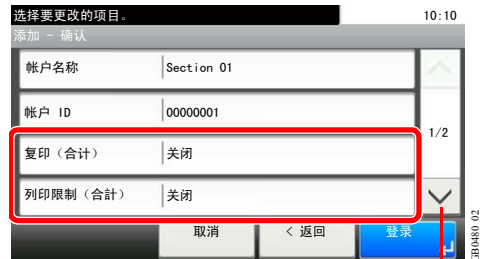 选择要更改的项目。 10:10
添加 - 确认
帐户名称 Section 01
帐户 ID 00000001
1/2
复印（合计） 关闭
列印限制（合計） 关闭
取消 < 返回 登录
GB0480_02